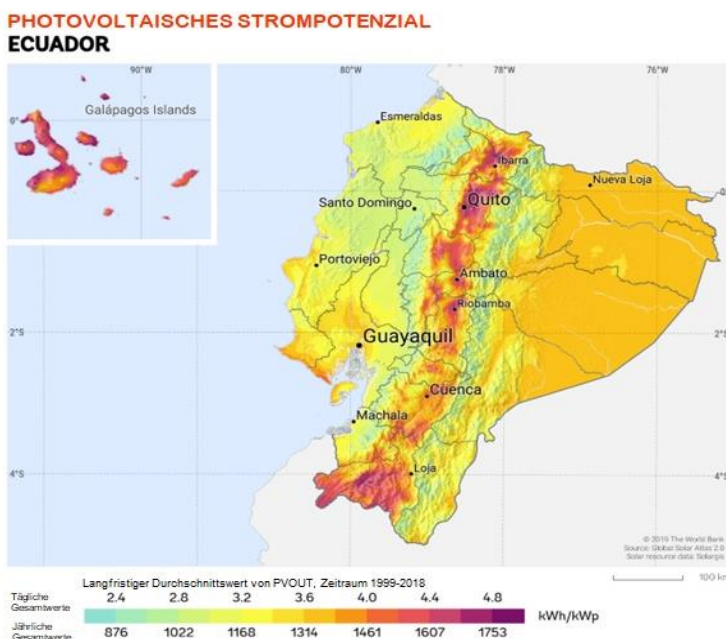 PHOTOVOLTAISCHES STROMPOTENZIAL
ECUADOR
90°W
80°W
78°W
76°W
Galápagos Islands
0°
Esmeraldas
Ibarra
Nueva Loja
Santo Domingo
Quito
Portoviejo
Ambato
Riobamba
2°S
2°S
Guayaquil
Cuenca
Machala
Loja
4°S
4°S
© 2019 The World Bank
Source: Global Solar Atlas 2.0
Solar resource data: Solargis
100 km
Langfristiger Durchschnittswert von PVOUT, Zeitraum 1999-2018
Tägliche Gesamtwerte
2.4 2.8 3.2 3.6 4.0 4.4 4.8
kWh/kWp
Jährliche Gesamtwerte
876 1022 1168 1314 1461 1607 1753